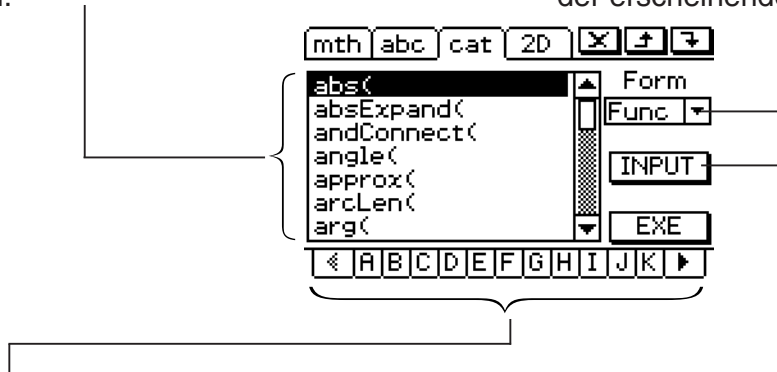 der erscheinende
mth abc cat 2D
abs(
absExpand(
andConnect(
angle(
approx(
arcLen(
arg(
Form
Func
INPUT
EXE
A B C D E F G H I J K